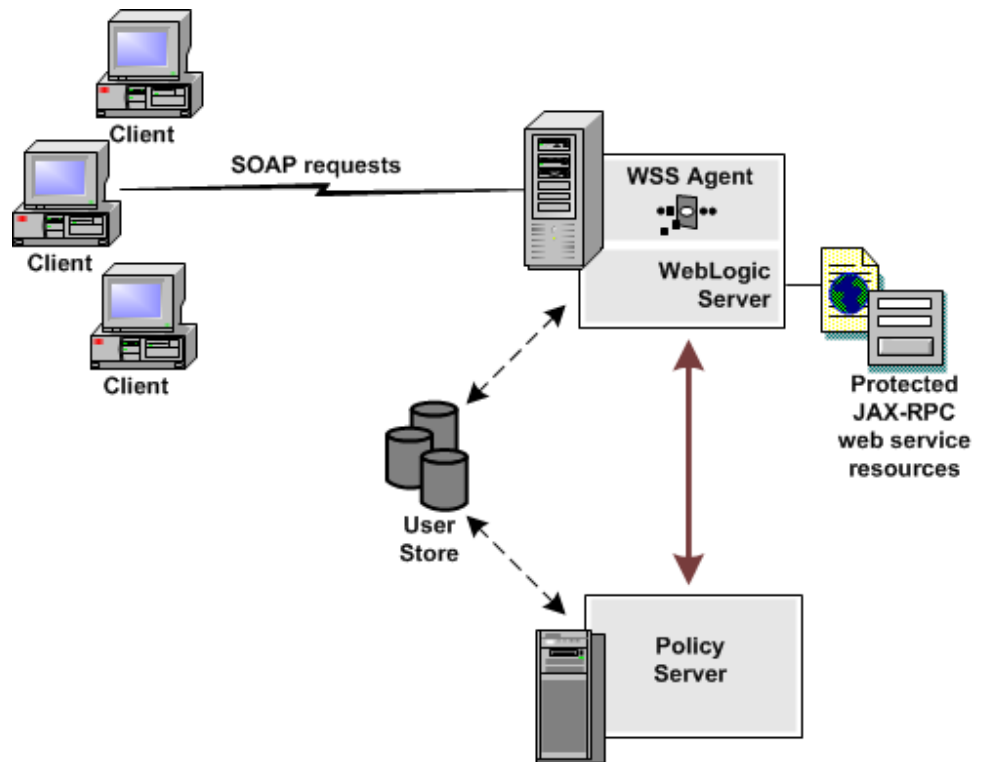 Client
SOAP requests
Client
Client
WSS Agent
WebLogic
Server
Protected
JAX-RPC
web service
resources
User
Store
Policy
Server